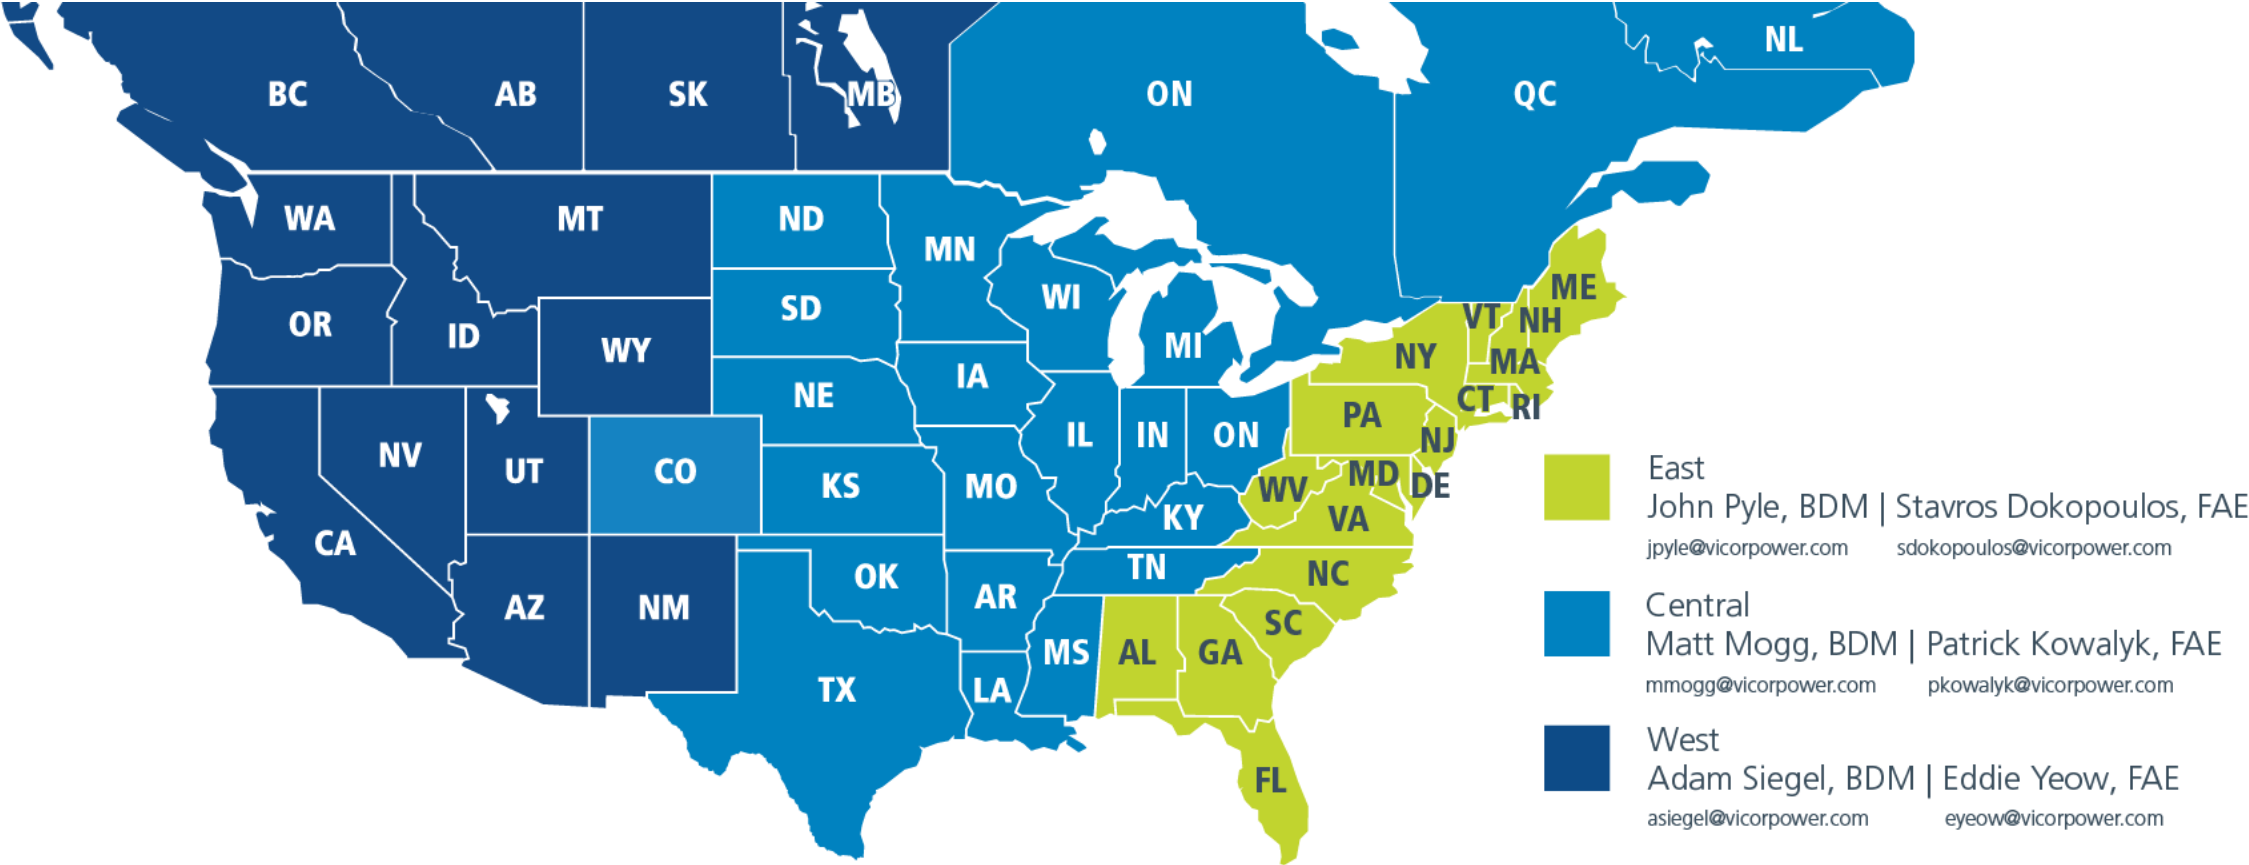 NL
BC AB SK MB ON QC
WA MT ND
MN
ME
WI
SD
VT NH
OR ID
MI
WY
NY MA
IA
NE
CT RI
PA
IL IN ON
NJ
NV
UT CO
KS MO
WV MD DE
KY VA
CA
TN NC
OK
AR
AZ NM
SC
MS AL GA
TX LA
FL
East
John Pyle, BDM | Stavros Dokopoulos, FAE
jpyle@vicorpower.com sdokopoulos@vicorpower.com
Central
Matt Mogg, BDM | Patrick Kowalyk, FAE
mmogg@vicorpower.com pkowalyk@vicorpower.com
West
Adam Siegel, BDM | Eddie Yeow, FAE
asiegel@vicorpower.com eyeow@vicorpower.com